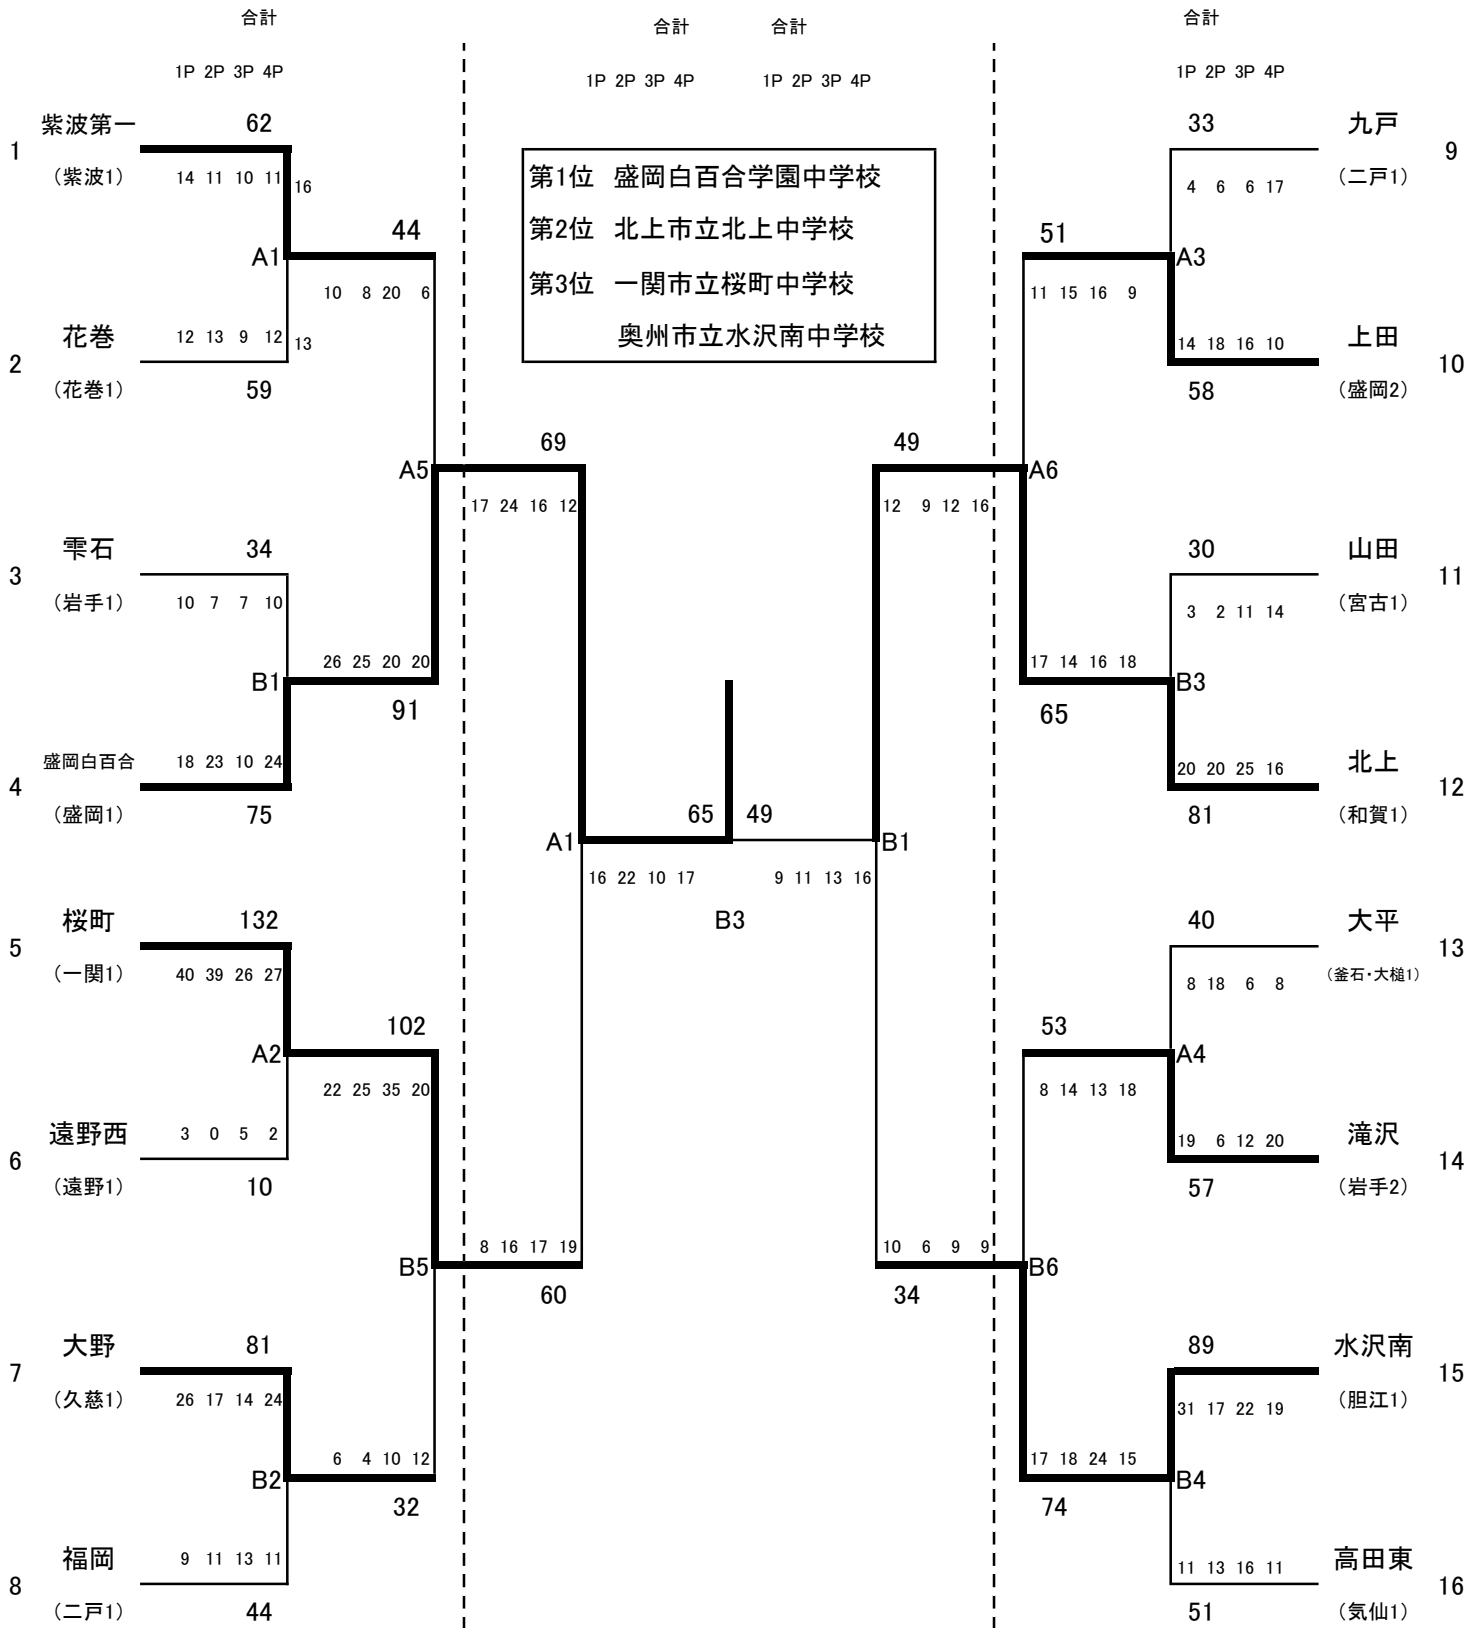 合計
1P 2P 3P 4P
1
紫波第一
(紫波1)
62
14 11 10 11 16
A1
2
花巻
(花巻1)
12 13 9 12 13
59
44
10 8 20 6
A5
3
雫石
(岩手1)
34
10 7 7 10
B1
4
盛岡白百合
(盛岡1)
18 23 10 24
75
26 25 20 20
91
5
桜町
(一関1)
132
40 39 26 27
A2
6
遠野西
(遠野1)
3 0 5 2
10
102
22 25 35 20
B5
7
大野
(久慈1)
81
26 17 14 24
B2
8
福岡
(二戸1)
9 11 13 11
44
6 4 10 12
32
合計 合計
1P 2P 3P 4P 1P 2P 3P 4P
第1位 盛岡白百合学園中学校
第2位 北上市立北上中学校
第3位 一関市立桜町中学校
奥州市立水沢南中学校
69
17 24 16 12
A1
8 16 17 19
60
65 49
16 22 10 17 9 11 13 16
B3
49
12 9 12 16
B1
10 6 9 9
34
合計
1P 2P 3P 4P
33
九戸
(二戸1)
9
4 6 6 17
A3
14 18 16 10
58
上田
(盛岡2)
10
51
11 15 16 9
A6
30
山田
(宮古1)
11
3 2 11 14
B3
20 20 25 16
81
北上
(和賀1)
12
17 14 16 18
65
40
大平
(釜石・大槌1)
13
8 18 6 8
A4
19 6 12 20
57
滝沢
(岩手2)
14
53
8 14 13 18
B6
89
水沢南
(胆江1)
15
31 17 22 19
B4
11 13 16 11
51
高田東
(気仙1)
16
17 18 24 15
74